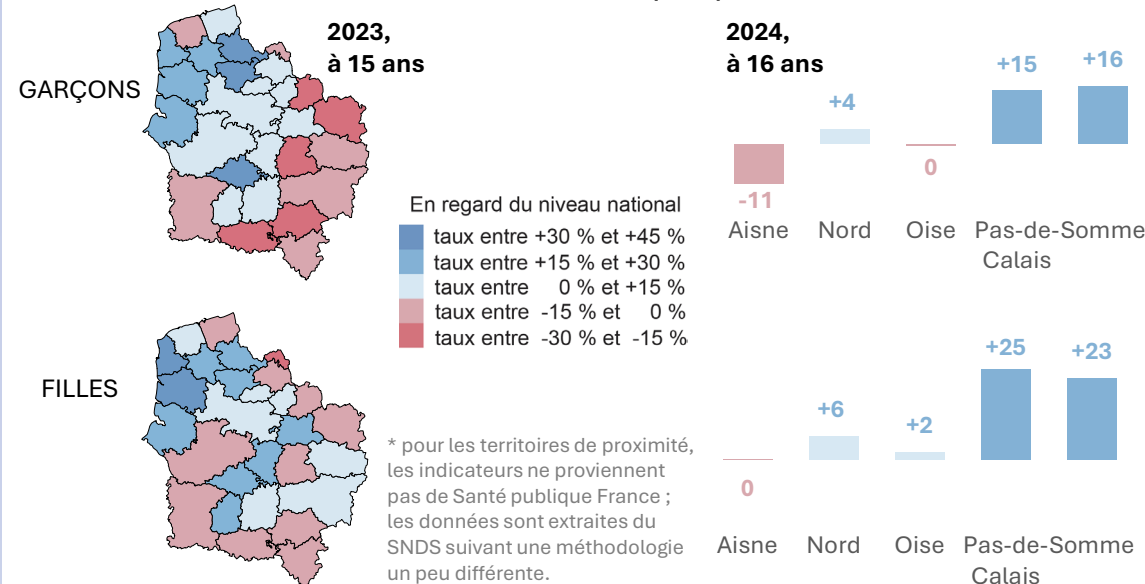 GARÇONS
2023,
à 15 ans
En regard du niveau national
taux entre +30 % et +45 %
taux entre +15 % et +30 %
taux entre 0 % et +15 %
taux entre -15 % et 0 %
taux entre -30 % et -15 %
2024,
à 16 ans
-11
+4
0
+15
+16
Aisne Nord Oise Pas-de-Somme
Calais
FILLES
* pour les territoires de proximité,
les indicateurs ne proviennent
pas de Santé publique France ;
les données sont extraites du
SNDS suivant une méthodologie
un peu différente.
0
+6
+2
+25
+23
Aisne Nord Oise Pas-de-Somme
Calais